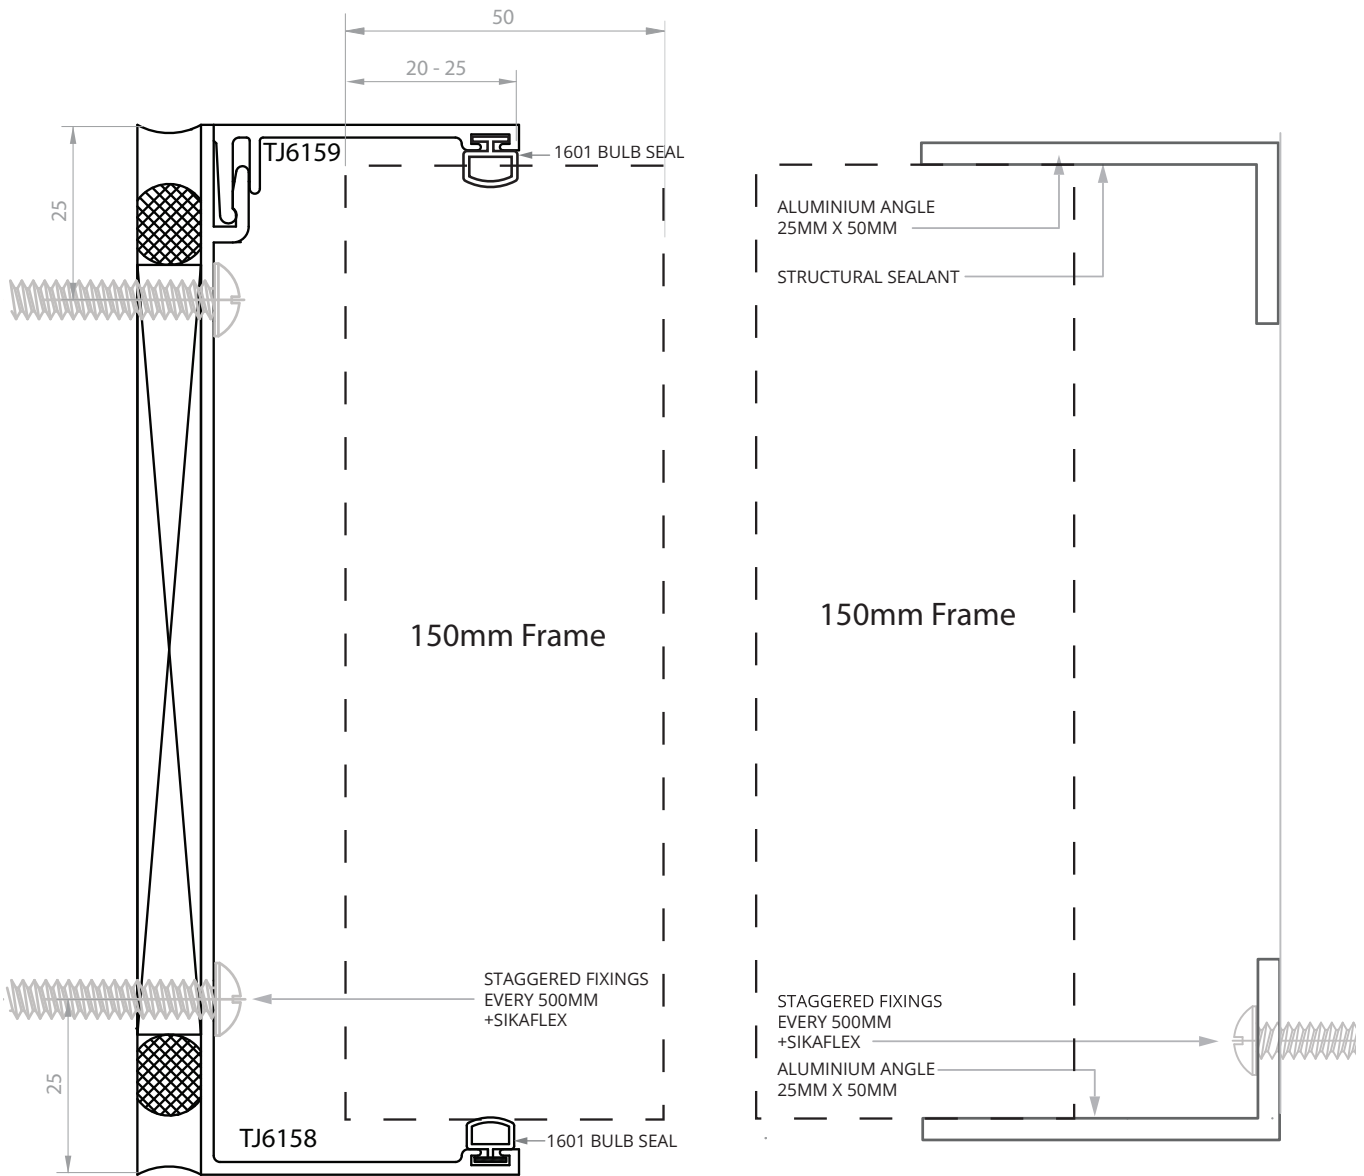 50
20 - 25
TJ6159
1601 BULB SEAL
25
ALUMINIUM ANGLE
25MM X 50MM
STRUCTURAL SEALANT
150mm Frame
150mm Frame
STAGGERED FIXINGS
EVERY 500MM
+SIKAFLEX
STAGGERED FIXINGS
EVERY 500MM
+SIKAFLEX
ALUMINIUM ANGLE
25MM X 50MM
25
TJ6158
1601 BULB SEAL